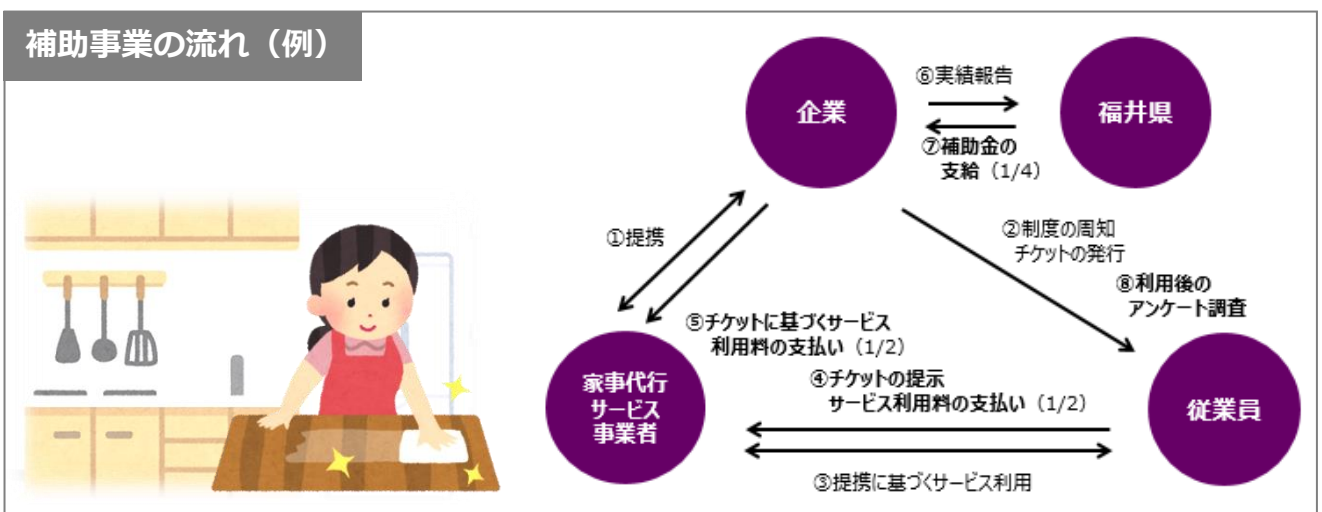 補助事業の流れ（例）
企業
⑥実績報告
福井県
⑦補助金の
支給（1/4）
①提携
②制度の周知
チケットの発行
⑧利用後の
アンケート調査
⑤チケットに基づくサービス
利用料の支払い（1/2）
④チケットの提示
サービス利用料の支払い（1/2）
家事代行
サービス
事業者
従業員
③提携に基づくサービス利用